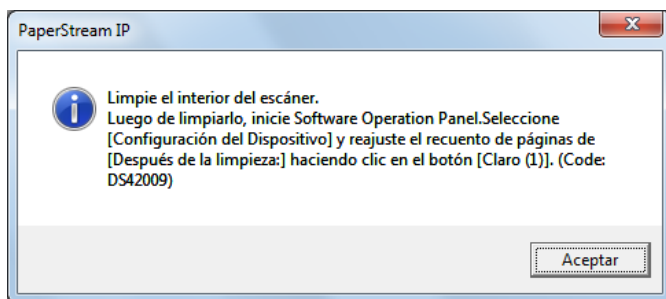 PaperStream IP
Limpie el interior del escáner.
Luego de limpiarlo, inicie Software Operation Panel.Seleccione
[Configuración del Dispositivo] y reajuste el recuento de páginas de
[Después de la limpieza:] haciendo clic en el botón [Claro (1)]. (Code:
DS42009)
Aceptar